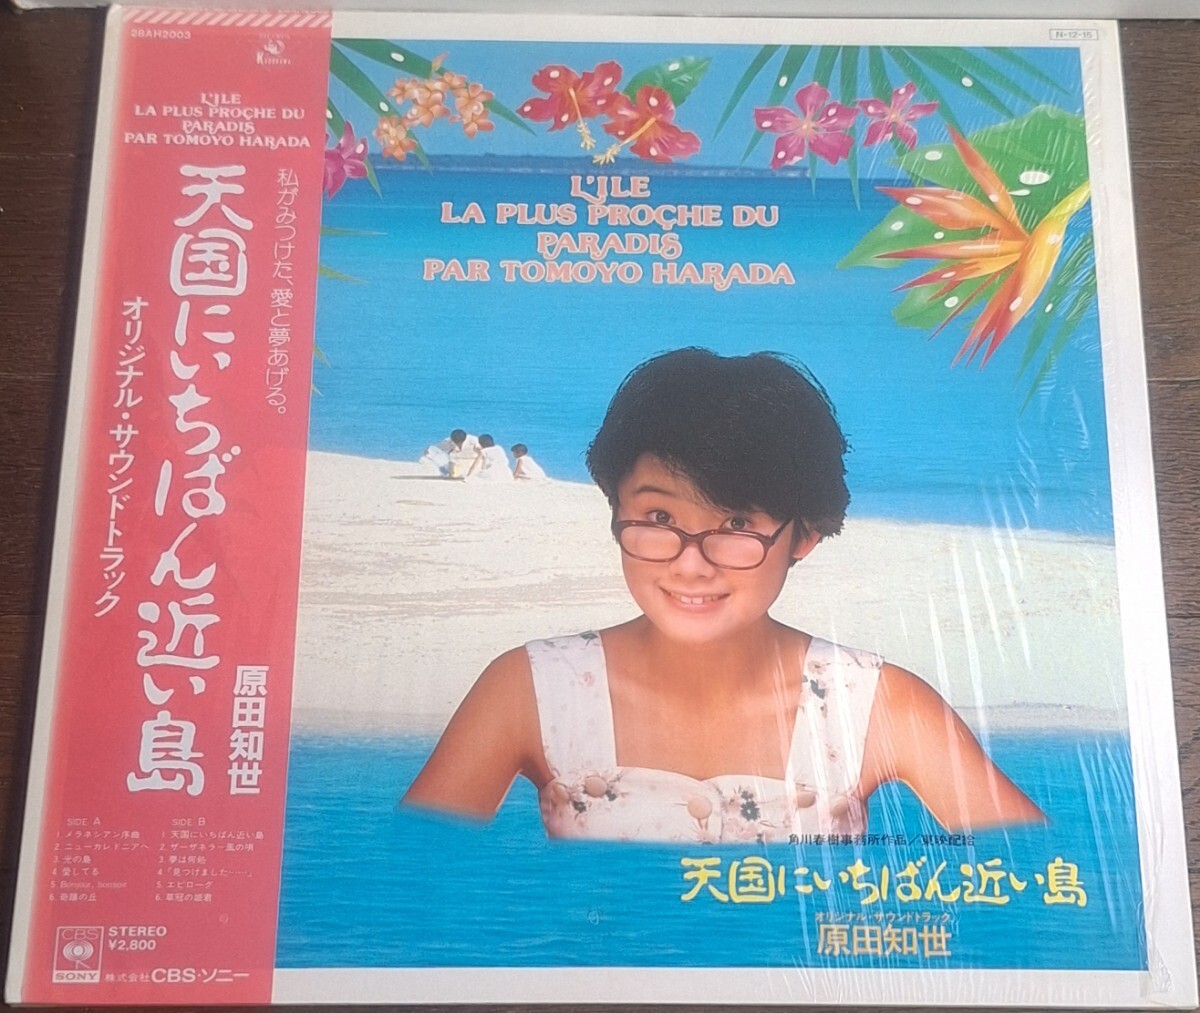 28AH2003
L'ILE
LA PLUS PROÇHE DU
PARADIS
PAR TOMOYO HARADA
私がみつけた、愛と夢あげる。
天国にいちばん近い島
オリジナル・サウンドトラック
原田知世
SIDE A
1. メラネシアン序曲
2. ニューカレドニアへ
3. 光の島
4. 愛してる
5. Bonjour, bonsoir
6. 奇蹟の丘
SIDE B
1. 天国にいちばん近い島
2. ザーザネラー風の唄
3. 夢は何処
4.「見つけました……」
5. エピローグ
6. 草冠の姫君
CBS
SONY
STEREO
¥2,800
株式会社CBS・ソニー
N-12-15
L'ILE
LA PLUS PROÇHE DU
PARADIS
PAR TOMOYO HARADA
角川春樹事務所作品／東映配給
天国にいちばん近い島
オリジナル・サウンドトラック
原田知世